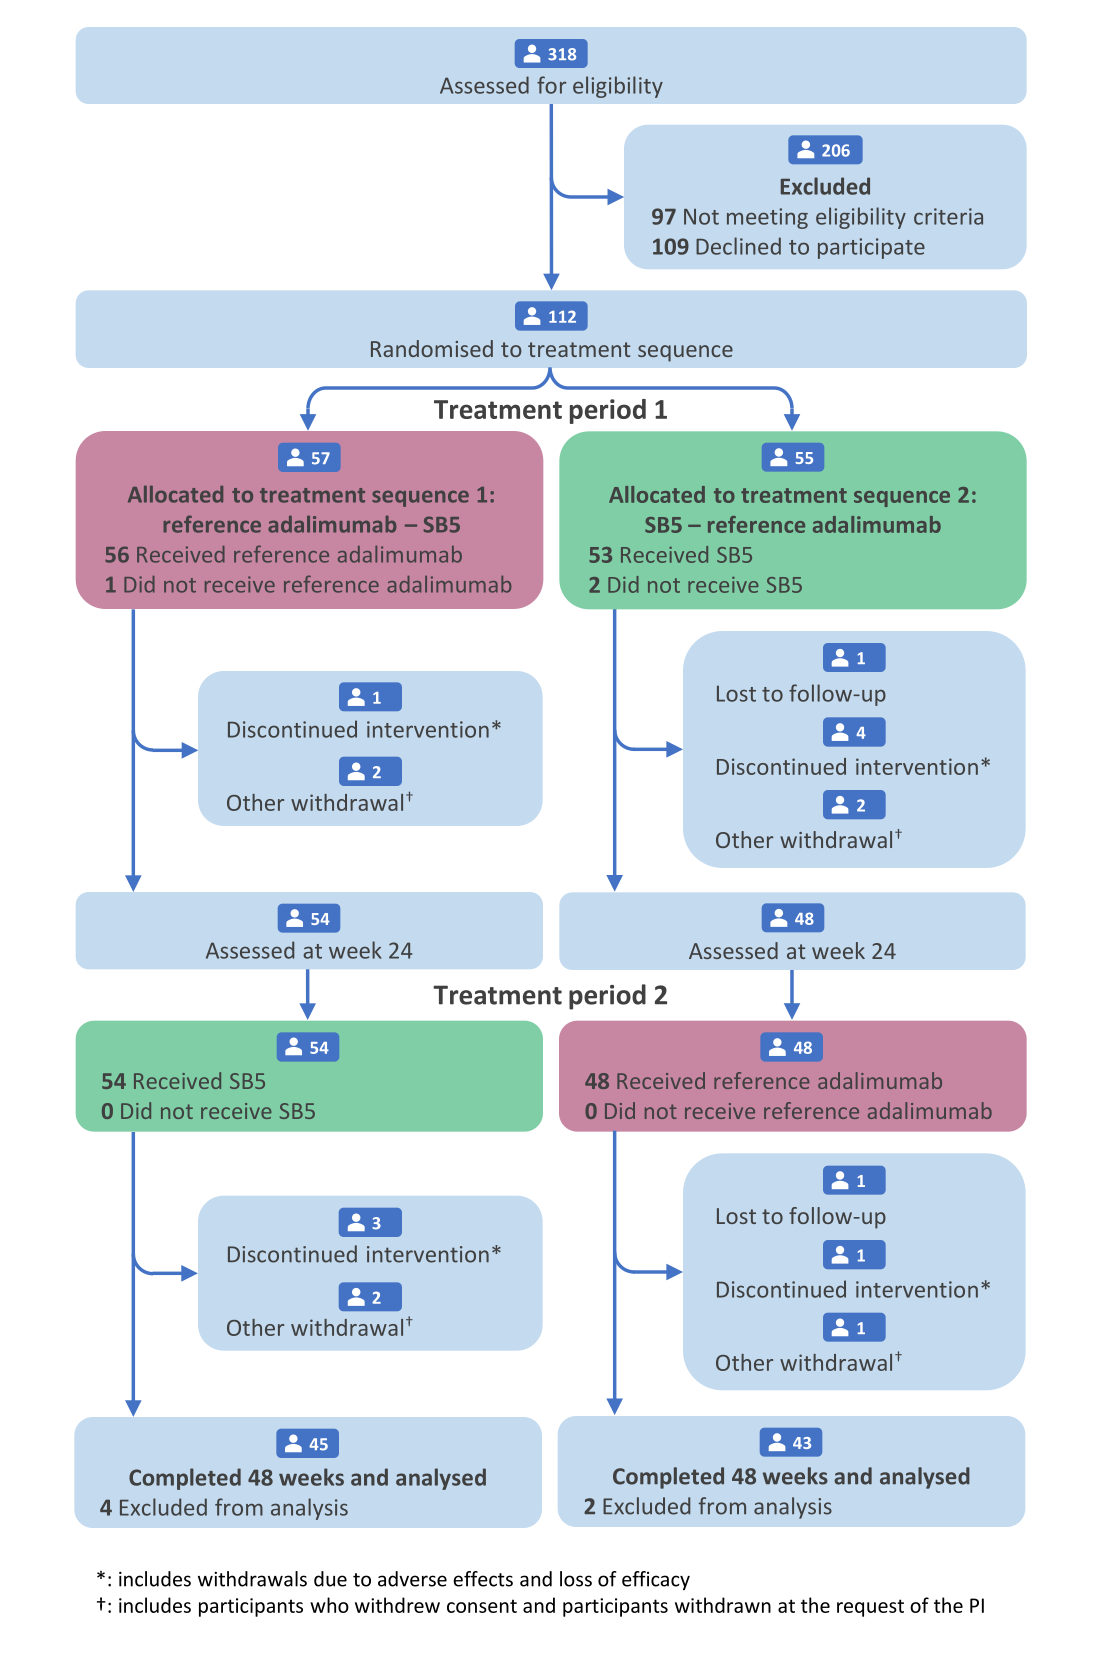 318
Assessed for eligibility
206
Excluded
97 Not meeting eligibility criteria
109 Declined to participate
112
Randomised to treatment sequence
Treatment period 1
57
Allocated to treatment sequence 1:
reference adalimumab – SB5
56 Received reference adalimumab
1 Did not receive reference adalimumab
55
Allocated to treatment sequence 2:
SB5 – reference adalimumab
53 Received SB5
2 Did not receive SB5
1
Discontinued intervention*
2
Other withdrawal†
1
Lost to follow-up
4
Discontinued intervention*
2
Other withdrawal†
54
Assessed at week 24
48
Assessed at week 24
Treatment period 2
54
54 Received SB5
0 Did not receive SB5
48
48 Received reference adalimumab
0 Did not receive reference adalimumab
3
Discontinued intervention*
2
Other withdrawal†
1
Lost to follow-up
1
Discontinued intervention*
1
Other withdrawal†
45
Completed 48 weeks and analysed
4 Excluded from analysis
43
Completed 48 weeks and analysed
2 Excluded from analysis
*: includes withdrawals due to adverse effects and loss of efficacy
†: includes participants who withdrew consent and participants withdrawn at the request of the PI